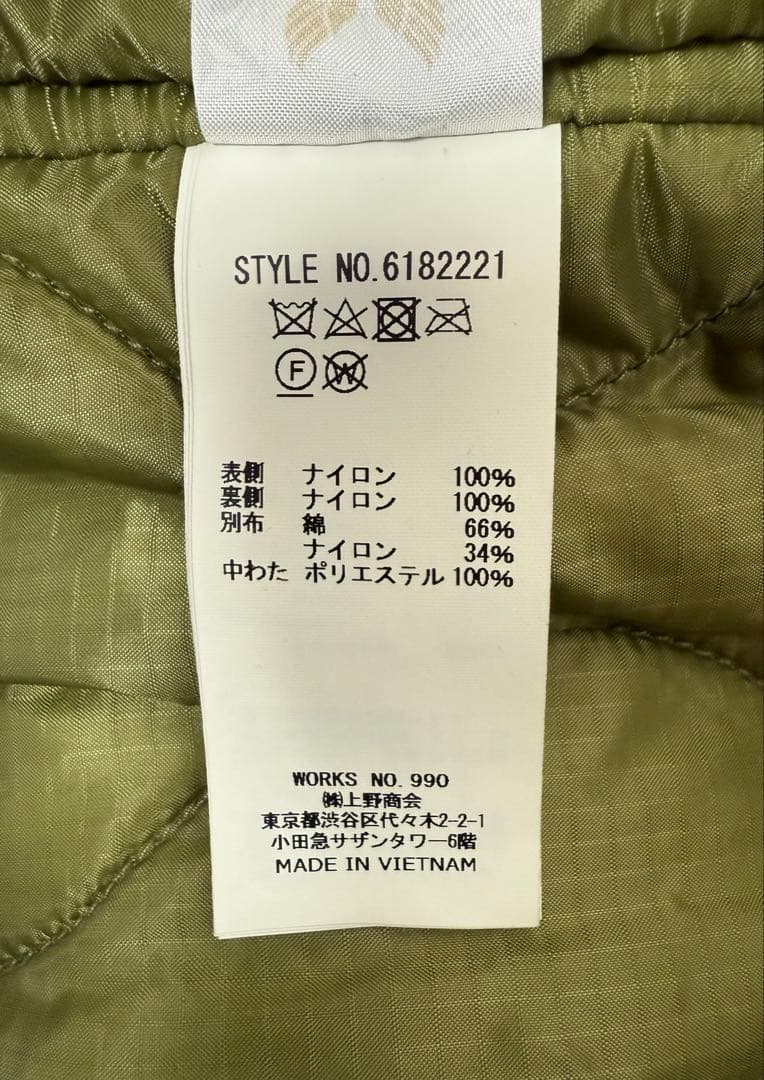 STYLE NO.6182221
F W
表側 ナイロン 100%
裏側 ナイロン 100%
別布 綿 66%
ナイロン 34%
中わた ポリエステル 100%
WORKS NO. 990
㈱上野商会
東京都渋谷区代々木2-2-1
小田急サザンタワー6階
MADE IN VIETNAM